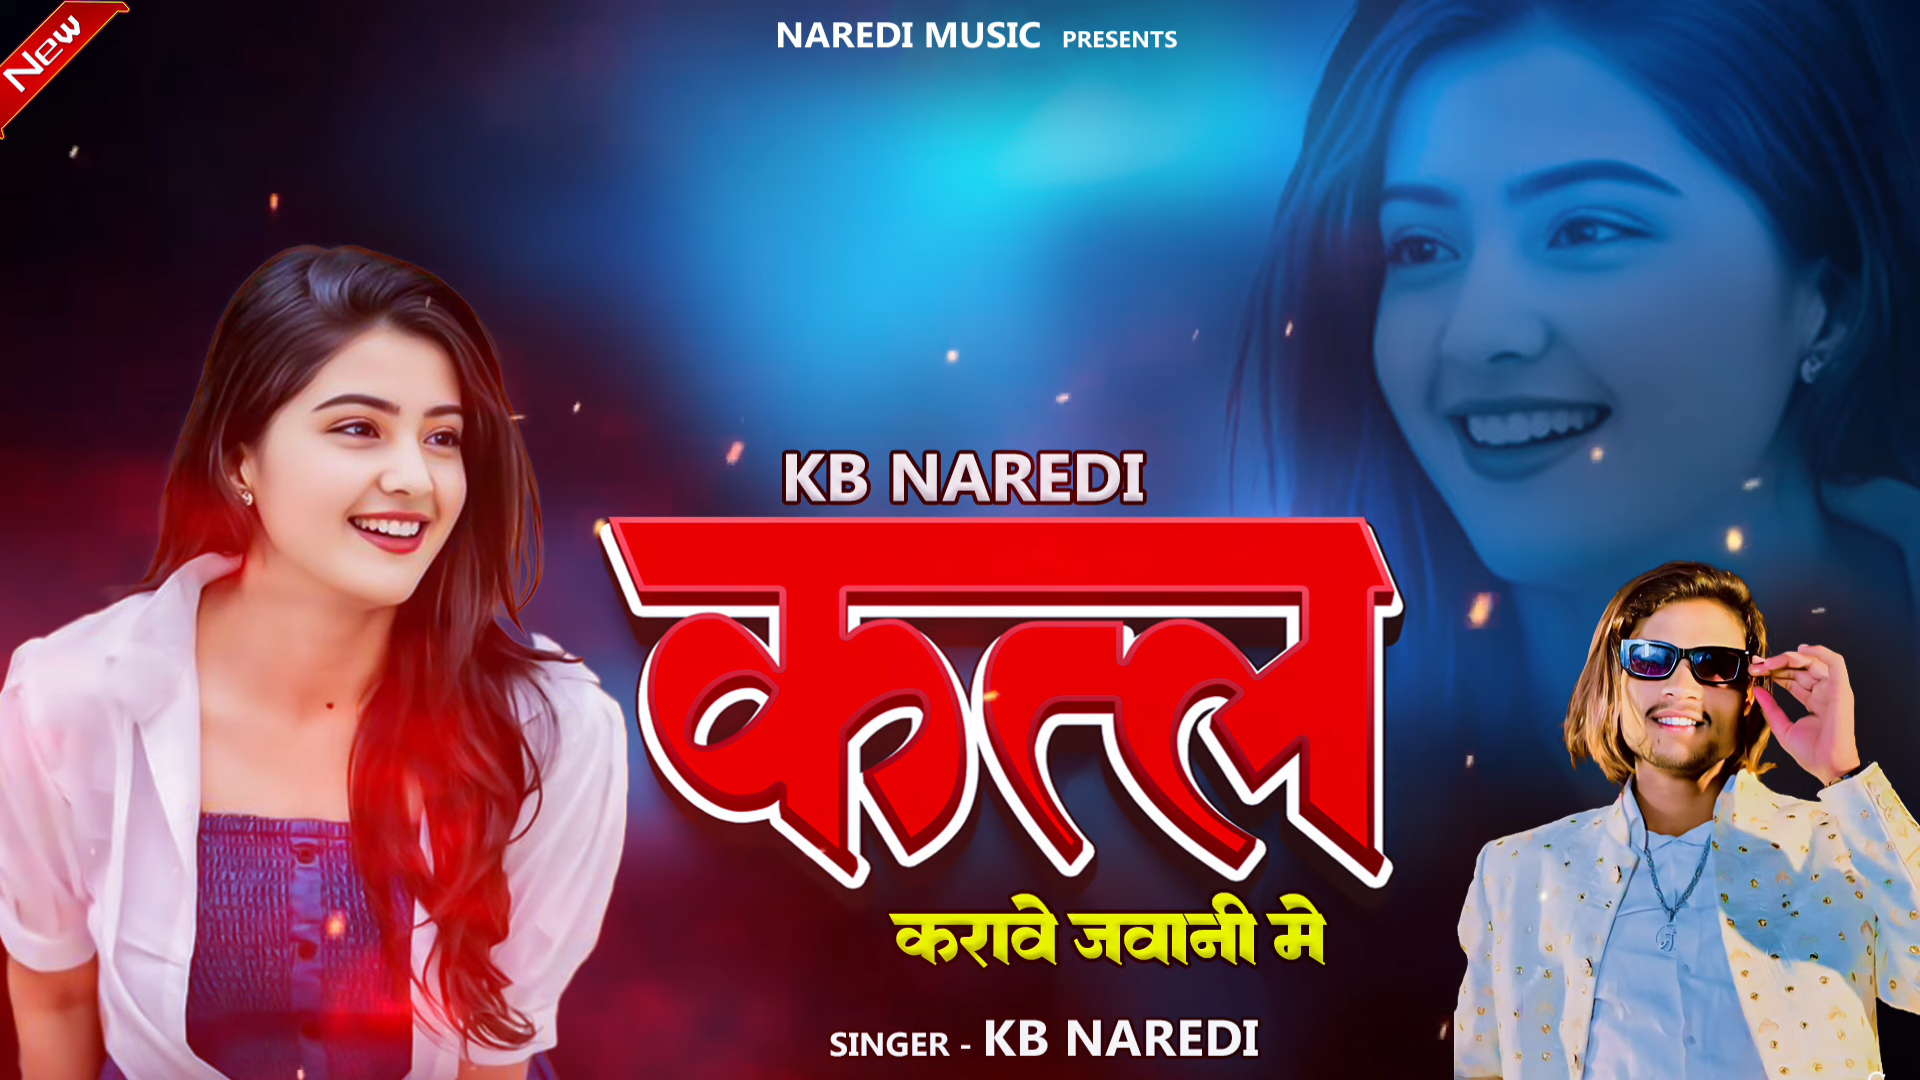 New
NAREDI MUSIC PRESENTS
KB NAREDI
कत्ल
करावे जवानी मे
SINGER - KB NAREDI